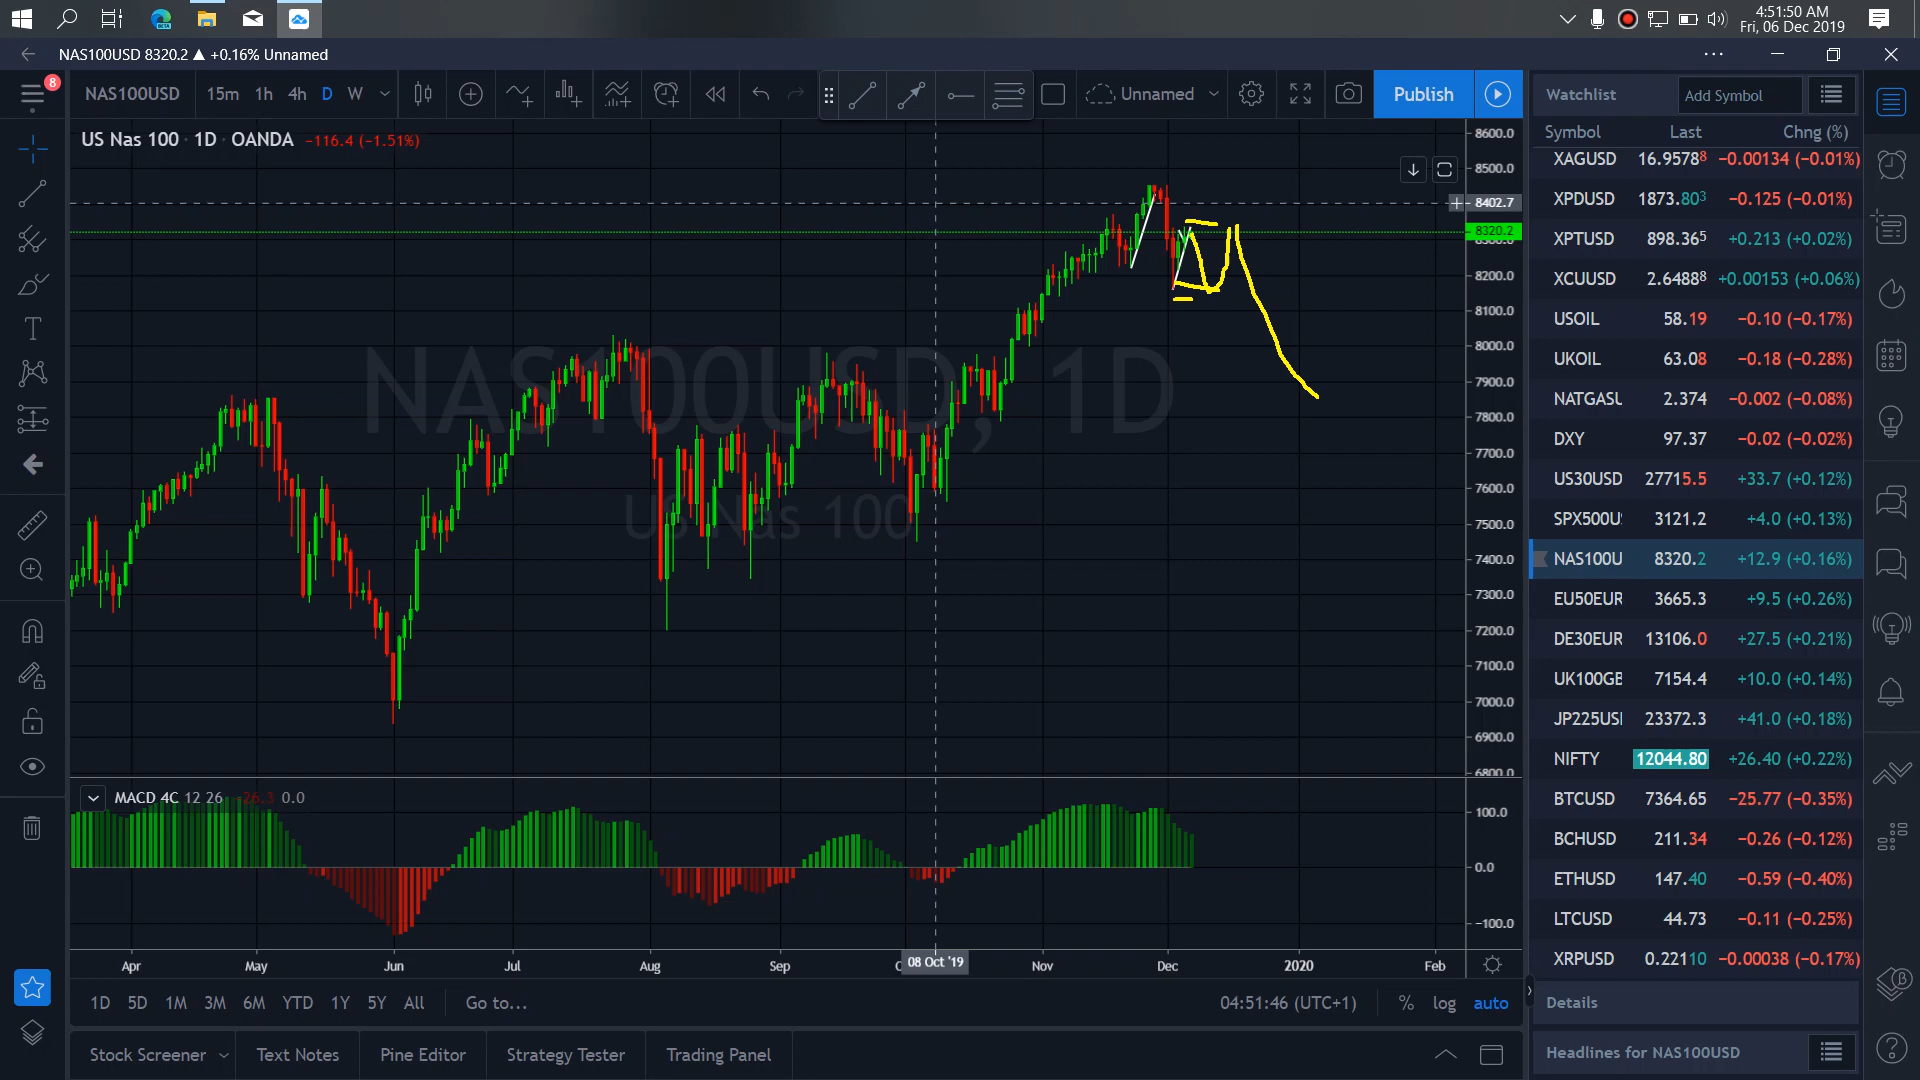 4:51:50 AM
Fri, 06 Dec 2019
NAS100USD 8320.2 ▲ +0.16% Unnamed
8
NAS100USD 15m 1h 4h D W Unnamed Publish
Watchlist Add Symbol
US Nas 100 · 1D · OANDA −116.4 (−1.51%)
Symbol Last Chng (%)
XAGUSD 16.9578⁸ −0.00134 (−0.01%)
XPDUSD 1873.80³ −0.125 (−0.01%)
XPTUSD 898.36⁵ +0.213 (+0.02%)
XCUUSD 2.6488⁸ +0.00153 (+0.06%)
USOIL 58.19 −0.10 (−0.17%)
UKOIL 63.08 −0.18 (−0.28%)
NATGASU 2.374 −0.002 (−0.08%)
DXY 97.37 −0.02 (−0.02%)
US30USD 27715.5 +33.7 (+0.12%)
SPX500U 3121.2 +4.0 (+0.13%)
NAS100U 8320.2 +12.9 (+0.16%)
EU50EUR 3665.3 +9.5 (+0.26%)
DE30EUR 13106.0 +27.5 (+0.21%)
UK100GB 7154.4 +10.0 (+0.14%)
JP225USI 23372.3 +41.0 (+0.18%)
NIFTY 12044.80 +26.40 (+0.22%)
BTCUSD 7364.65 −25.77 (−0.35%)
BCHUSD 211.34 −0.26 (−0.12%)
ETHUSD 147.40 −0.59 (−0.40%)
LTCUSD 44.73 −0.11 (−0.25%)
XRPUSD 0.22110 −0.00038 (−0.17%)
Details
Headlines for NAS100USD
8600.0
8500.0
8402.7
8320.2
8300.0
8200.0
8100.0
8000.0
7900.0
7800.0
7700.0
7600.0
7500.0
7400.0
7300.0
7200.0
7100.0
7000.0
6900.0
6800.0
NAS100USD, 1D
US Nas 100
MACD 4C 12 26 −26.3 0.0
100.0
0.0
−100.0
Apr May Jun Jul Aug Sep 08 Oct '19 Nov Dec 2020 Feb
1D 5D 1M 3M 6M YTD 1Y 5Y All Go to... 04:51:46 (UTC+1) % log auto
Stock Screener Text Notes Pine Editor Strategy Tester Trading Panel